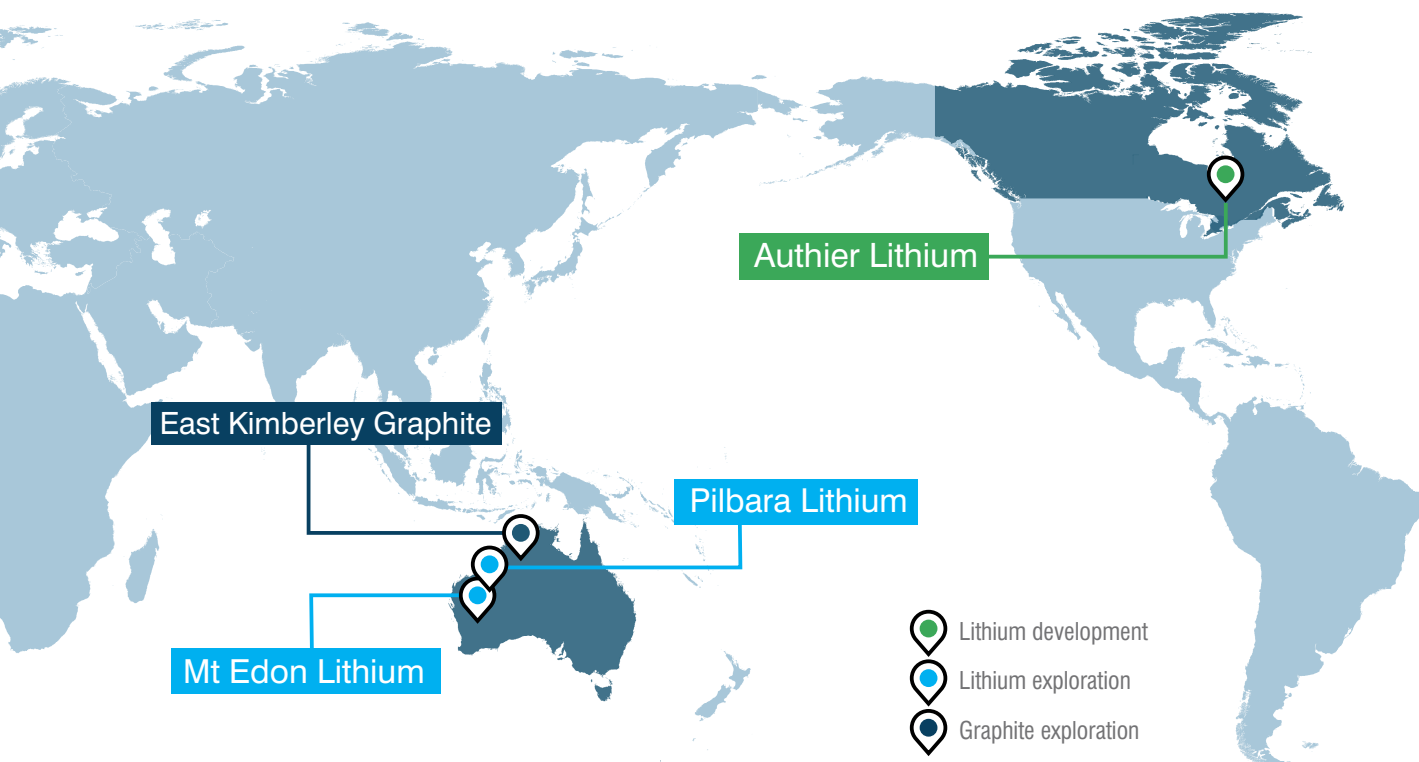 Authier Lithium
East Kimberley Graphite
Pilbara Lithium
Mt Edon Lithium
Lithium development
Lithium exploration
Graphite exploration